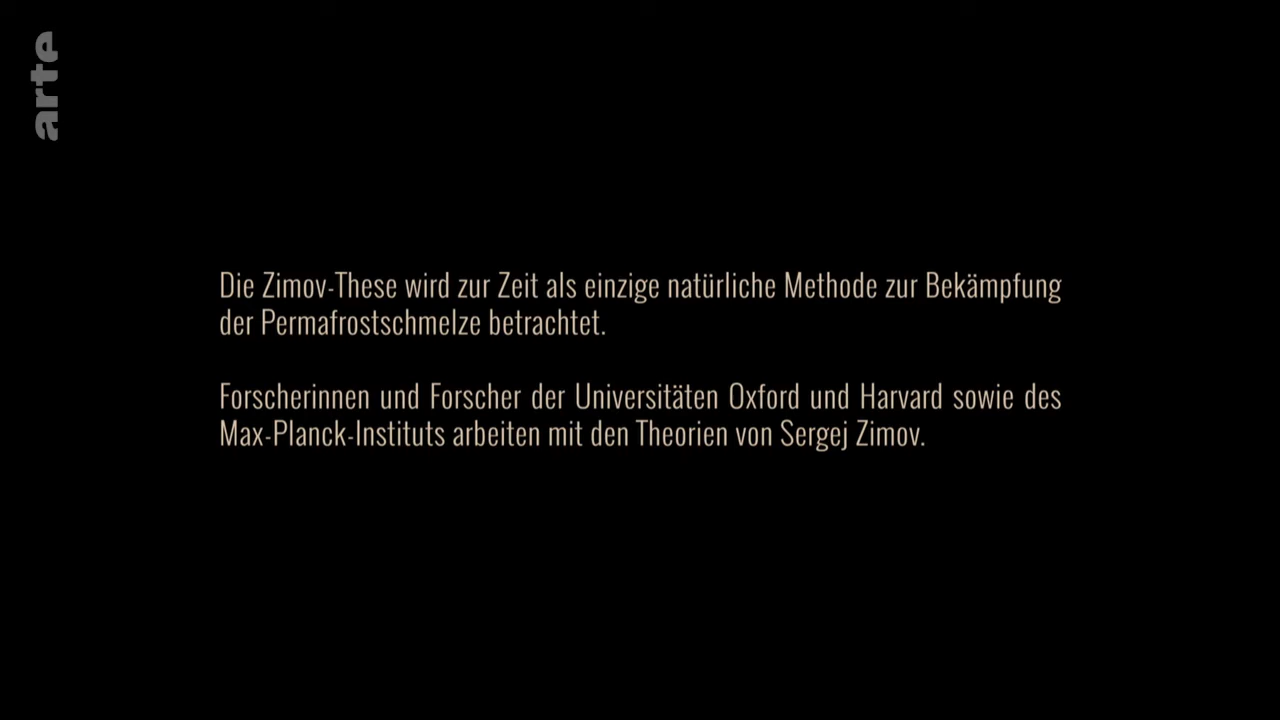 arte
Die Zimov-These wird zur Zeit als einzige natürliche Methode zur Bekämpfung
der Permafrostschmelze betrachtet.
Forscherinnen und Forscher der Universitäten Oxford und Harvard sowie des
Max-Planck-Instituts arbeiten mit den Theorien von Sergej Zimov.